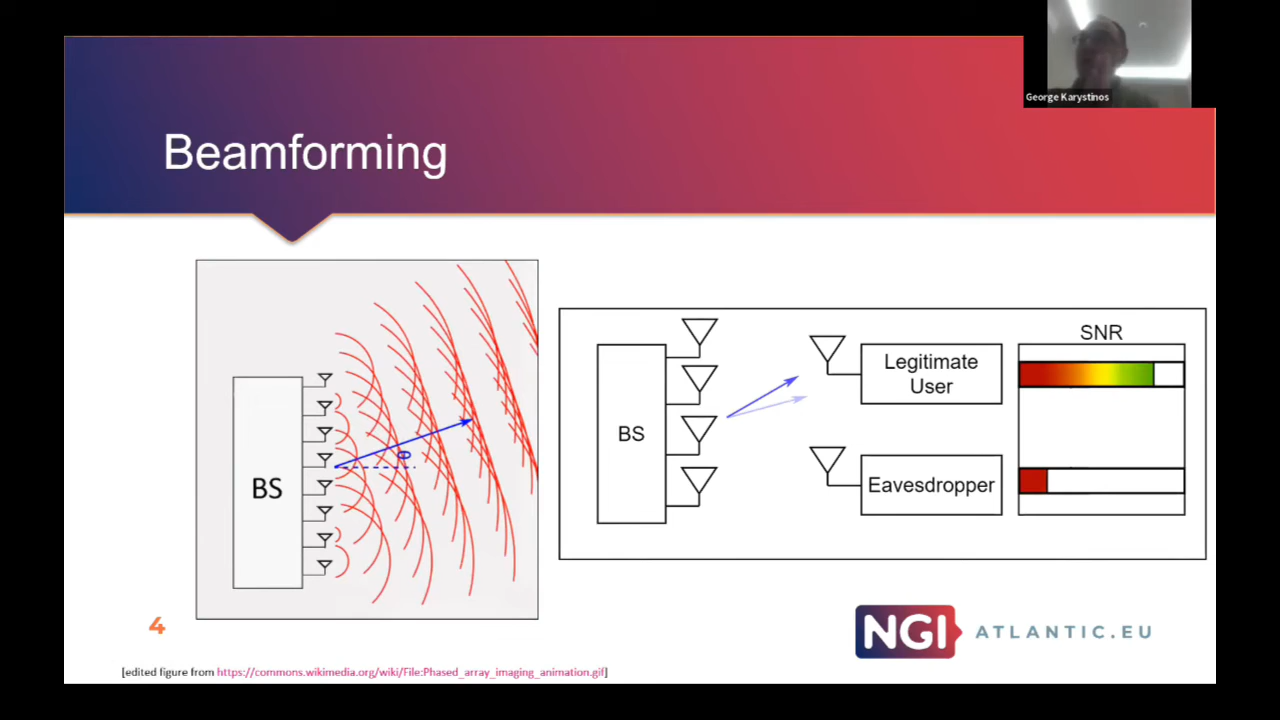 George Karystinos
Beamforming
BS
θ
BS
Legitimate
User
Eavesdropper
SNR
4
NGI ATLANTIC.EU
[edited figure from https://commons.wikimedia.org/wiki/File:Phased_array_imaging_animation.gif]